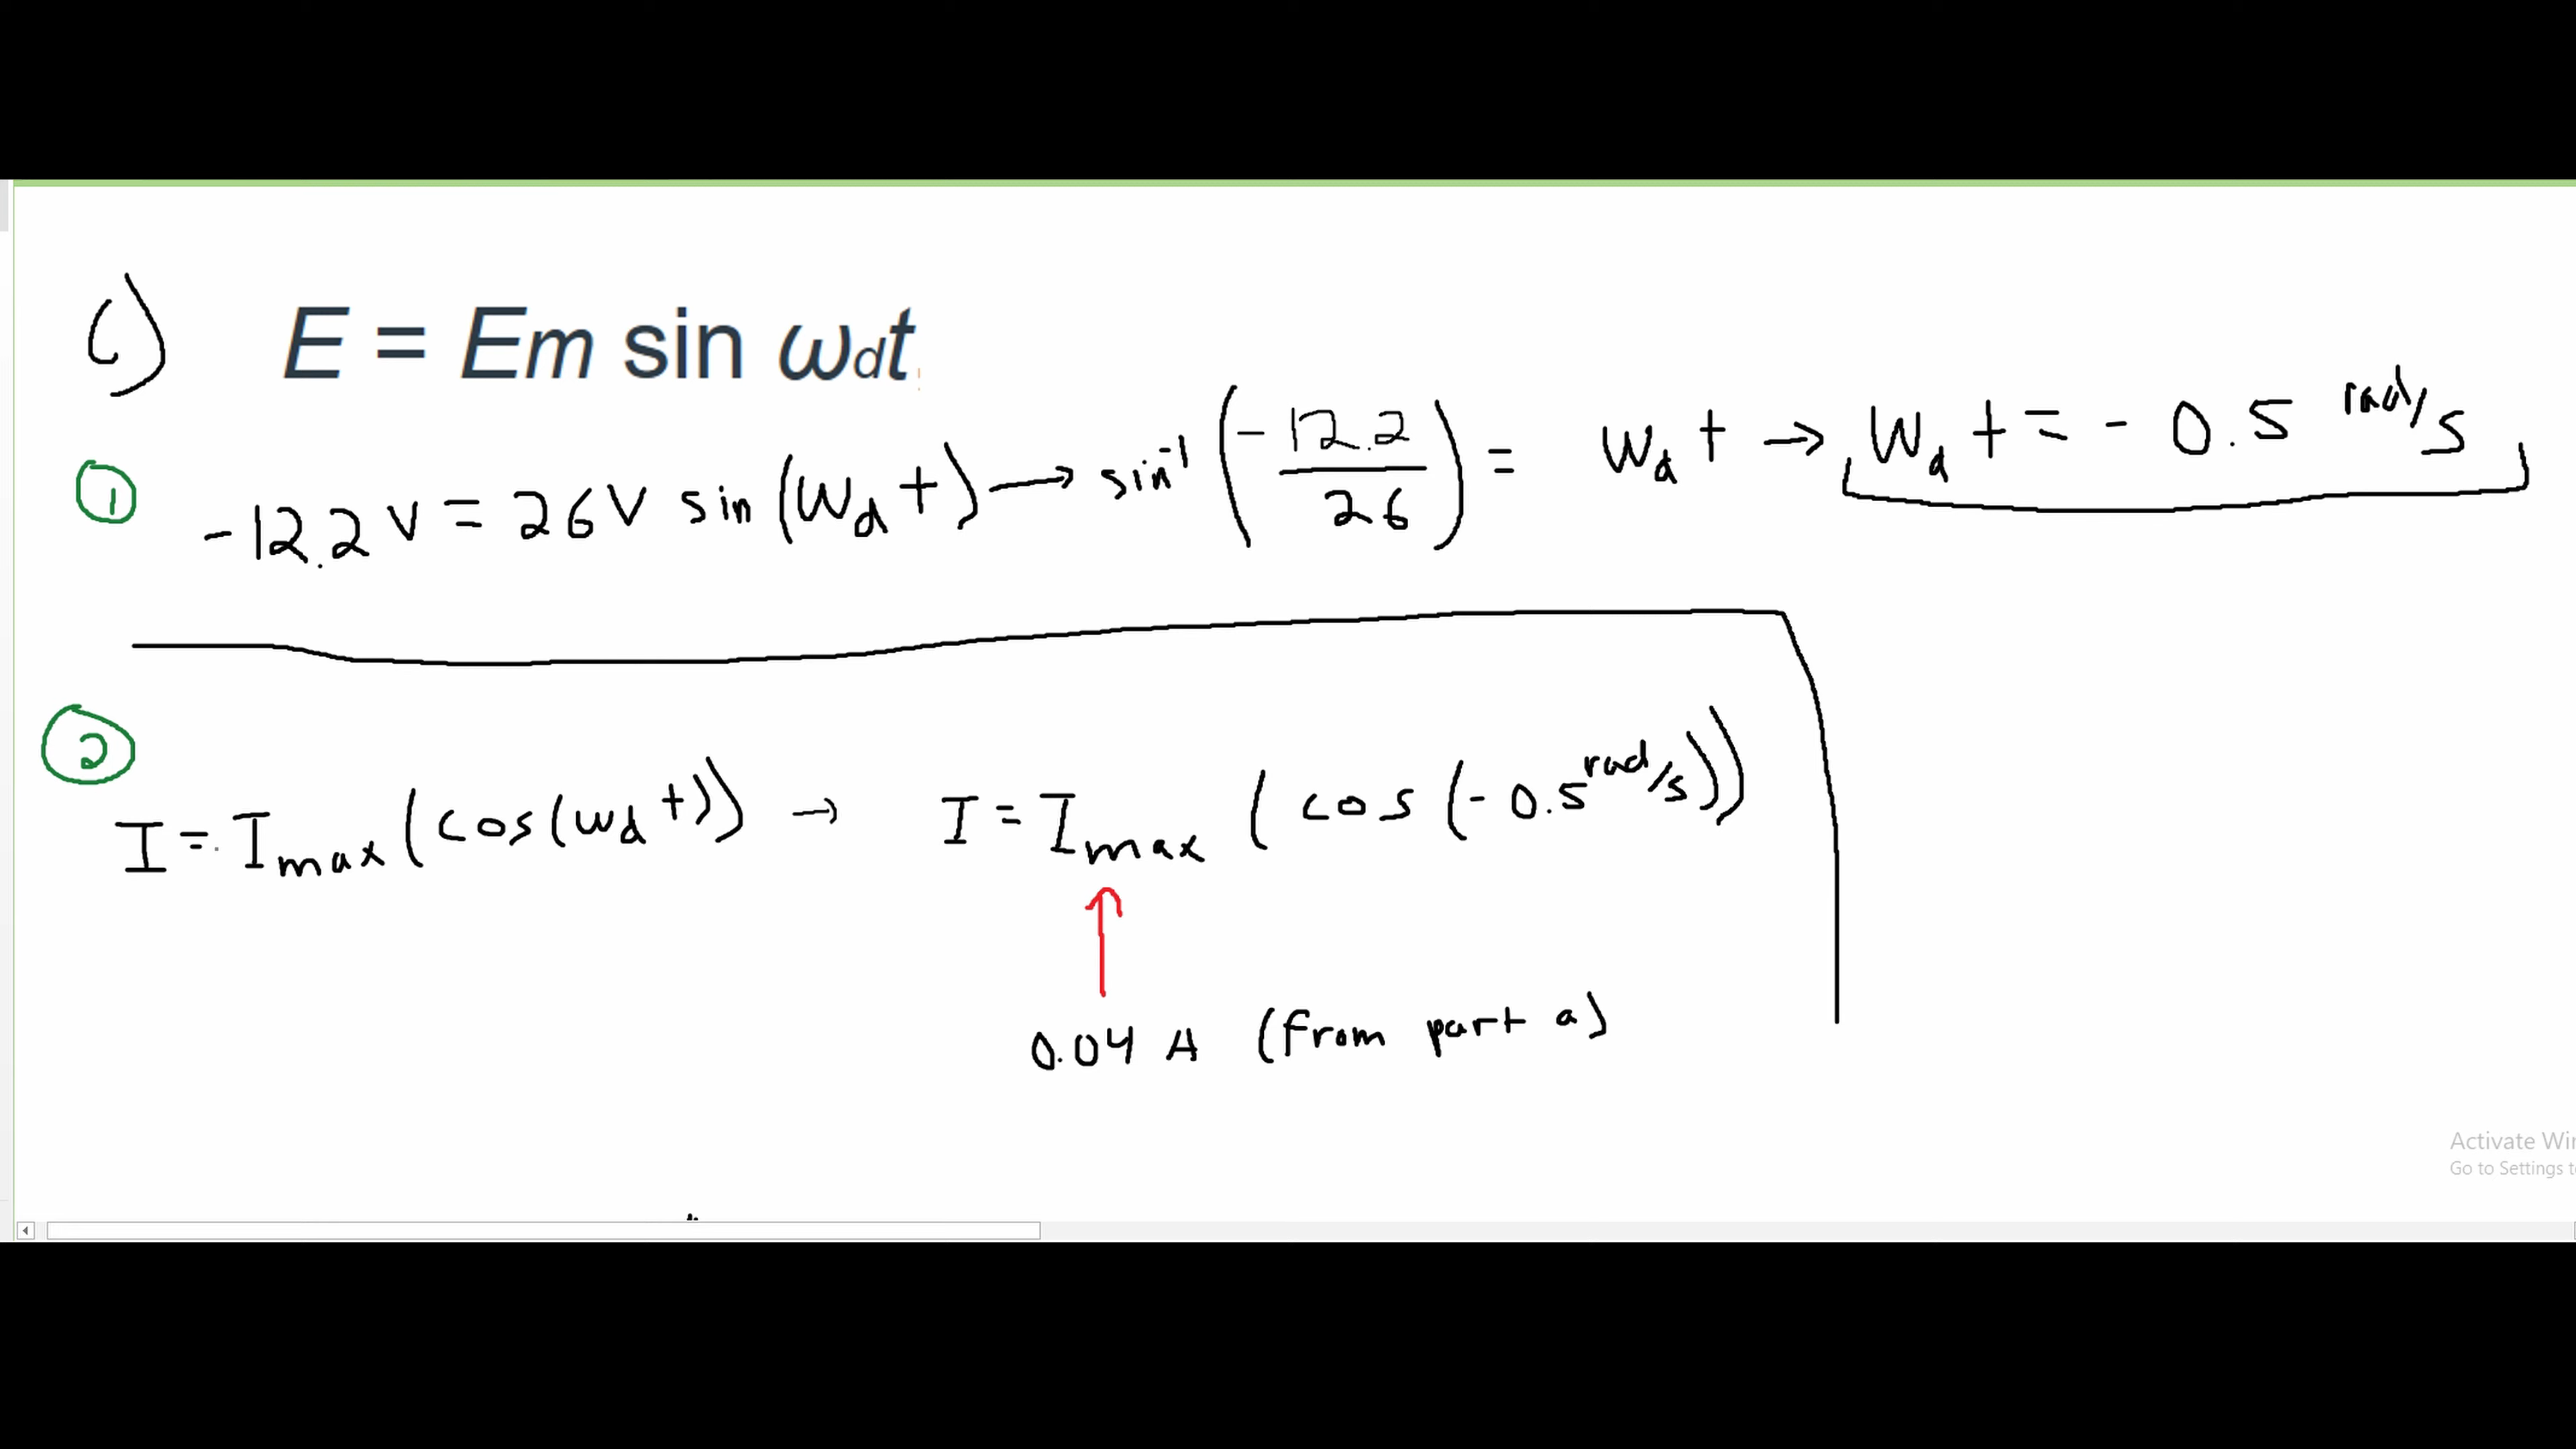 c) E = Em sin ωdt
① -12.2 V = 26 V sin (Wd t) → sin⁻¹ (-12.2/26) = Wd t → Wd t = - 0.5 rad/s
②
I = Imax (cos(wd t)) → I = Imax (cos (-0.5 rad/s))
0.04 A (from part a)
Activate Win
Go to Settings t